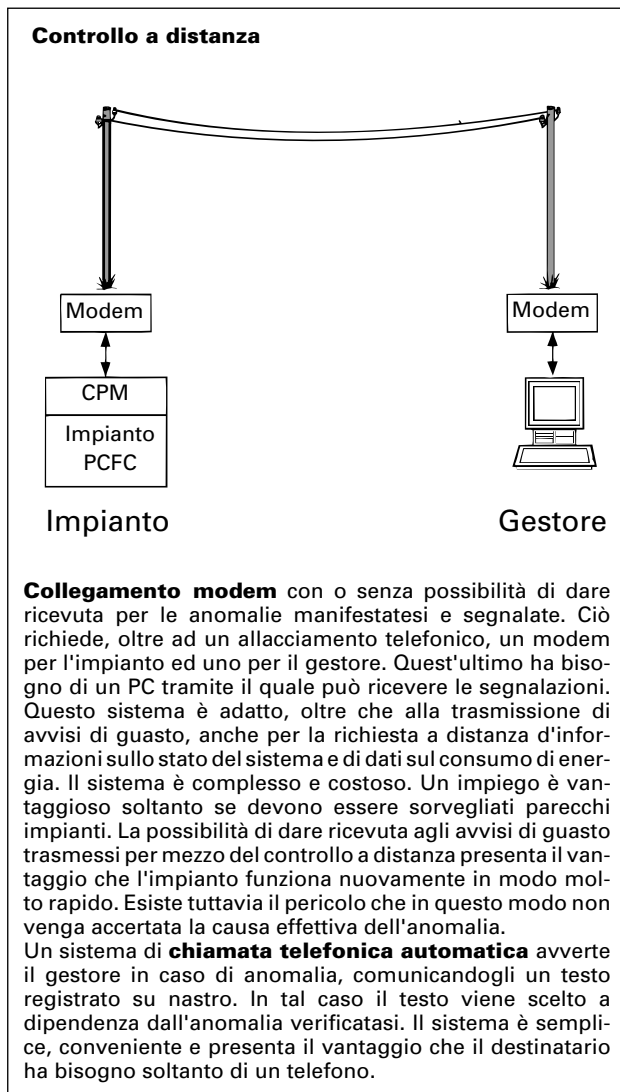 Controllo a distanza
Modem
Modem
CPM
Impianto
PCFC
Impianto
Gestore
Collegamento modem con o senza possibilità di dare
ricevuta per le anomalie manifestatesi e segnalate. Ciò
richiede, oltre ad un allacciamento telefonico, un modem
per l'impianto ed uno per il gestore. Quest'ultimo ha biso-
gno di un PC tramite il quale può ricevere le segnalazioni.
Questo sistema è adatto, oltre che alla trasmissione di
avvisi di guasto, anche per la richiesta a distanza d'infor-
mazioni sullo stato del sistema e di dati sul consumo di ener-
gia. Il sistema è complesso e costoso. Un impiego è van-
taggioso soltanto se devono essere sorvegliati parecchi
impianti. La possibilità di dare ricevuta agli avvisi di guasto
trasmessi per mezzo del controllo a distanza presenta il van-
taggio che l'impianto funziona nuovamente in modo mol-
to rapido. Esiste tuttavia il pericolo che in questo modo non
venga accertata la causa effettiva dell'anomalia.
Un sistema di chiamata telefonica automatica avverte
il gestore in caso di anomalia, comunicandogli un testo
registrato su nastro. In tal caso il testo viene scelto a
dipendenza dall'anomalia verificatasi. Il sistema è sempli-
ce, conveniente e presenta il vantaggio che il destinatario
ha bisogno soltanto di un telefono.